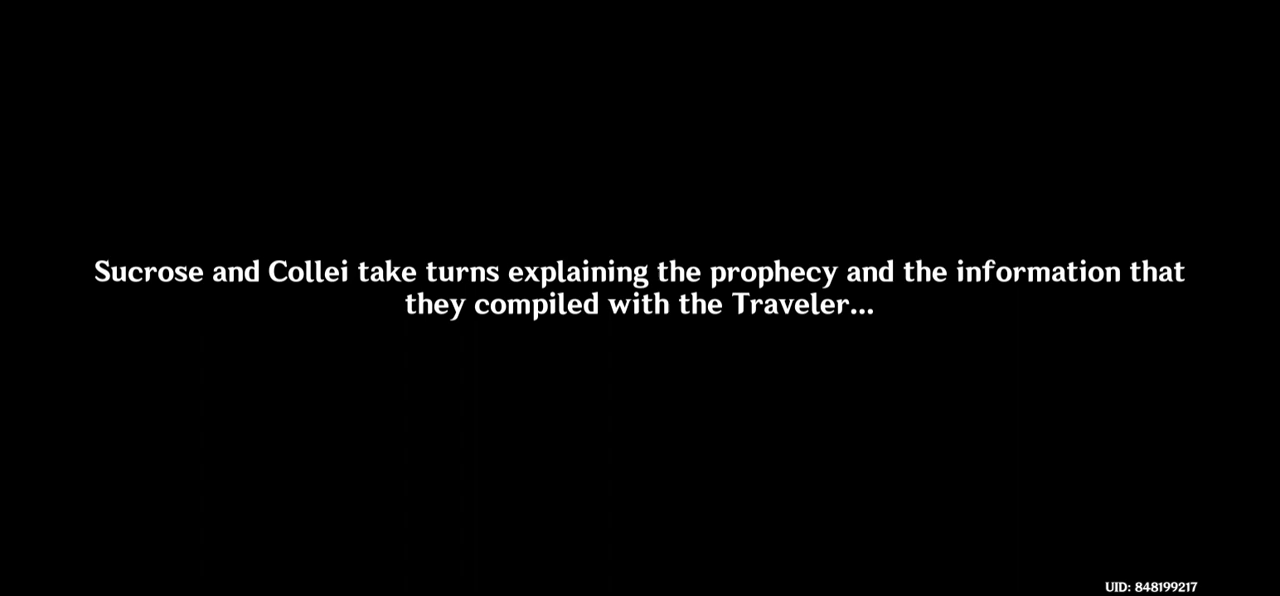 Sucrose and Collei take turns explaining the prophecy and the information that
they compiled with the Traveler...
UID: 848199217